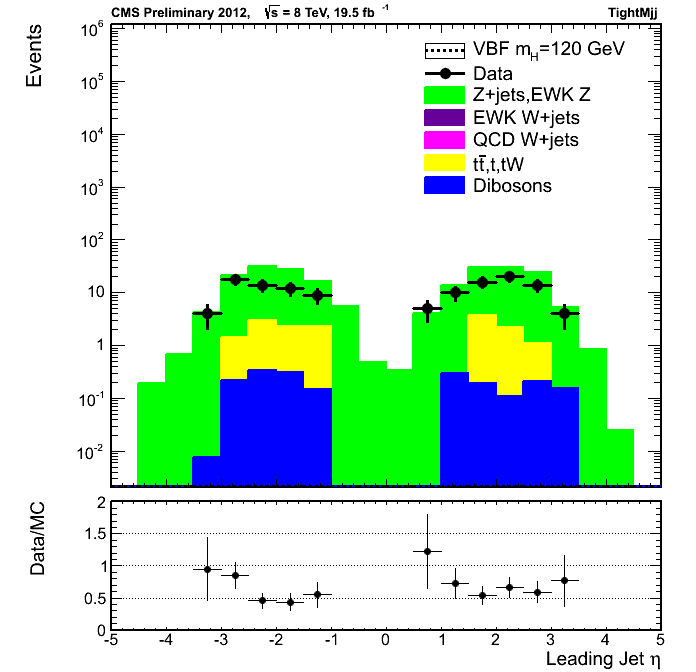 CMS Preliminary 2012, √s = 8 TeV, 19.5 fb⁻¹ TightMjj
Events
10⁶
10⁵
10⁴
10³
10²
10
1
10⁻¹
10⁻²
VBF m_H=120 GeV
Data
Z+jets,EWK Z
EWK W+jets
QCD W+jets
tt̅,t,tW
Dibosons
Data/MC
2
1.5
1
0.5
0
-5 -4 -3 -2 -1 0 1 2 3 4 5
Leading Jet η